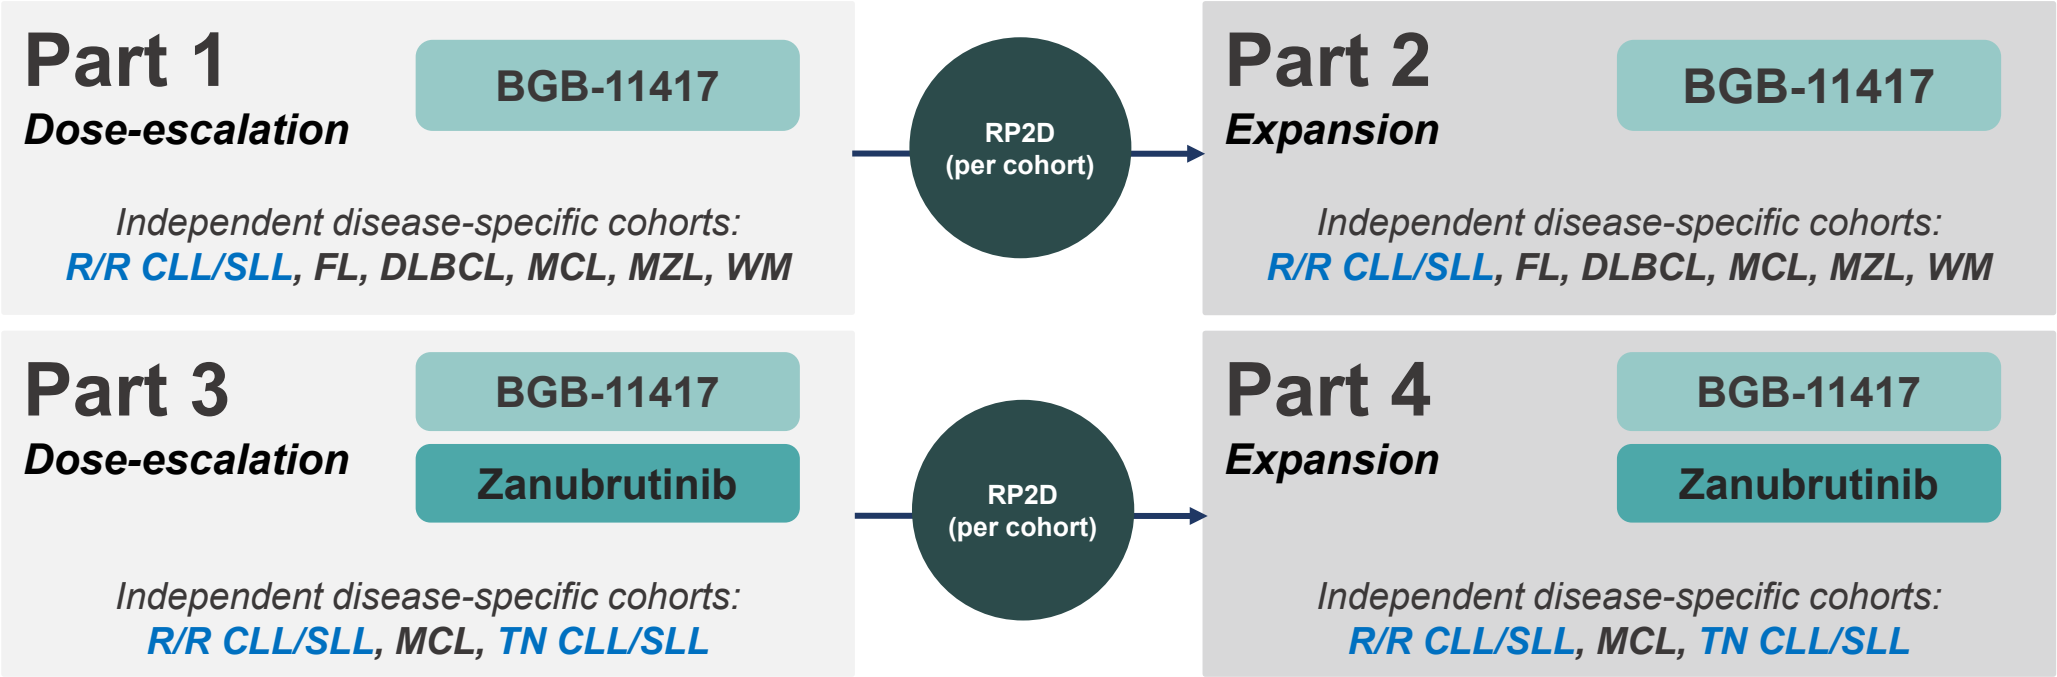 Part 1
Dose-escalation
BGB-11417
Independent disease-specific cohorts:
R/R CLL/SLL, FL, DLBCL, MCL, MZL, WM
RP2D
(per cohort)
Part 2
Expansion
BGB-11417
Independent disease-specific cohorts:
R/R CLL/SLL, FL, DLBCL, MCL, MZL, WM
Part 3
Dose-escalation
BGB-11417
Zanubrutinib
Independent disease-specific cohorts:
R/R CLL/SLL, MCL, TN CLL/SLL
RP2D
(per cohort)
Part 4
Expansion
BGB-11417
Zanubrutinib
Independent disease-specific cohorts:
R/R CLL/SLL, MCL, TN CLL/SLL